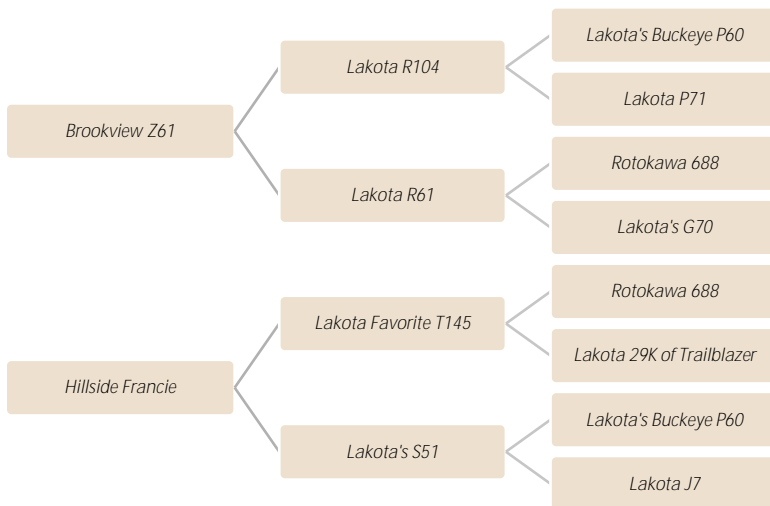 Lakota's Buckeye P60
Lakota R104
Lakota P71
Brookview Z61
Rotokawa 688
Lakota R61
Lakota's G70
Rotokawa 688
Lakota Favorite T145
Lakota 29K of Trailblazer
Hillside Francie
Lakota's Buckeye P60
Lakota's S51
Lakota J7